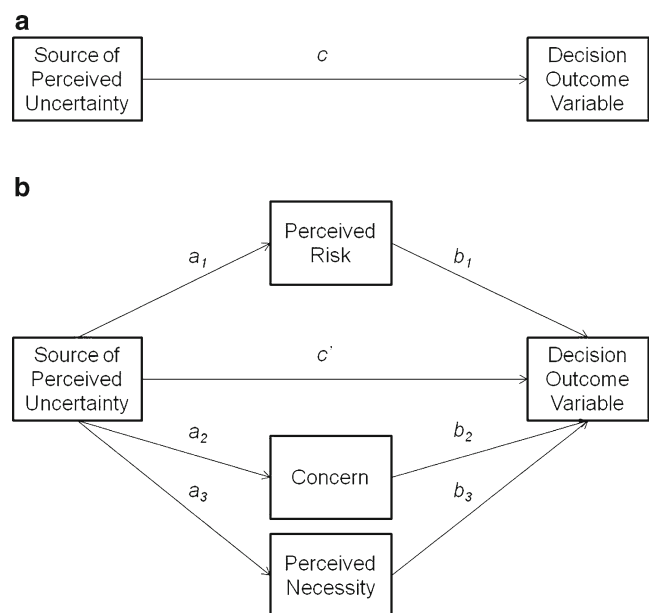 a
Source of
Perceived
Uncertainty
c
Decision
Outcome
Variable
b
Perceived
Risk
a1
b1
Source of
Perceived
Uncertainty
c'
Decision
Outcome
Variable
a2
b2
Concern
a3
b3
Perceived
Necessity